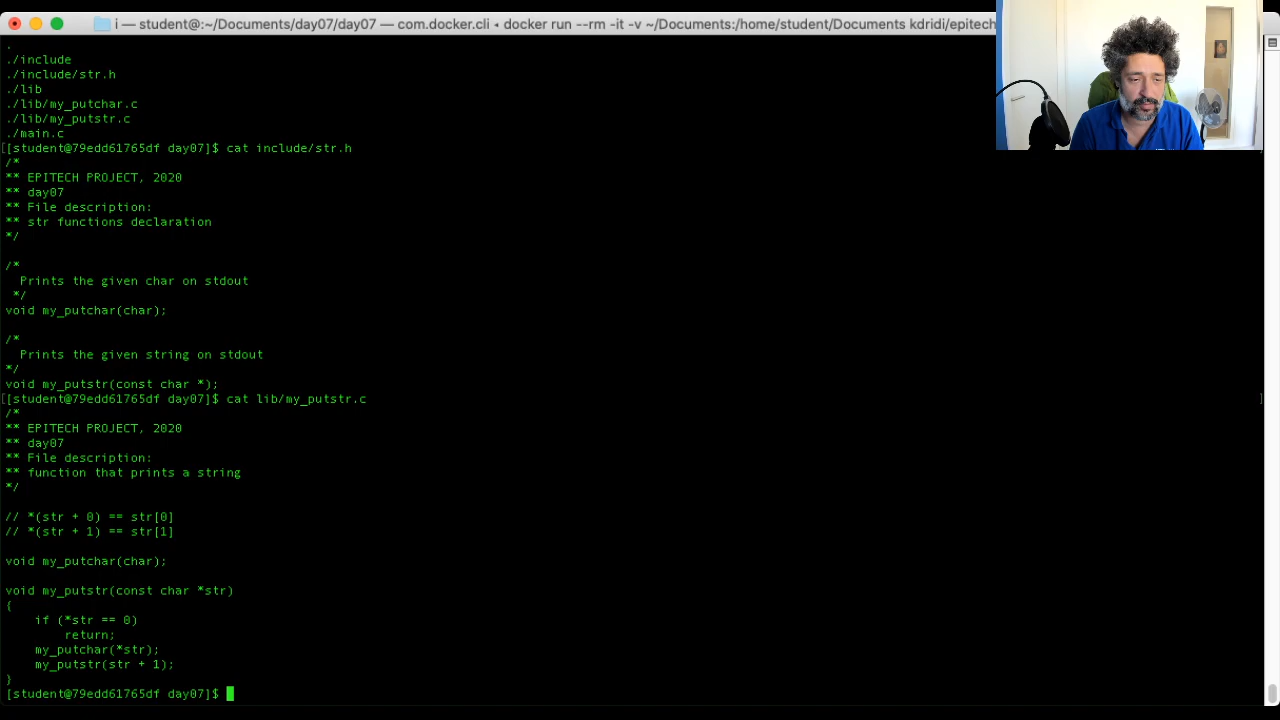 i — student@:~/Documents/day07/day07 — com.docker.cli ◂ docker run --rm -it -v ~/Documents:/home/student/Documents kdridi/epitech
.
./include
./include/str.h
./lib
./lib/my_putchar.c
./lib/my_putstr.c
./main.c
[[student@79edd61765df day07]$ cat include/str.h
/*
** EPITECH PROJECT, 2020
** day07
** File description:
** str functions declaration
*/
/*
  Prints the given char on stdout
 */
void my_putchar(char);
/*
  Prints the given string on stdout
*/
void my_putstr(const char *);
[[student@79edd61765df day07]$ cat lib/my_putstr.c ]
/*
** EPITECH PROJECT, 2020
** day07
** File description:
** function that prints a string
*/
// *(str + 0) == str[0]
// *(str + 1) == str[1]
void my_putchar(char);
void my_putstr(const char *str)
{
    if (*str == 0)
        return;
    my_putchar(*str);
    my_putstr(str + 1);
}
[student@79edd61765df day07]$